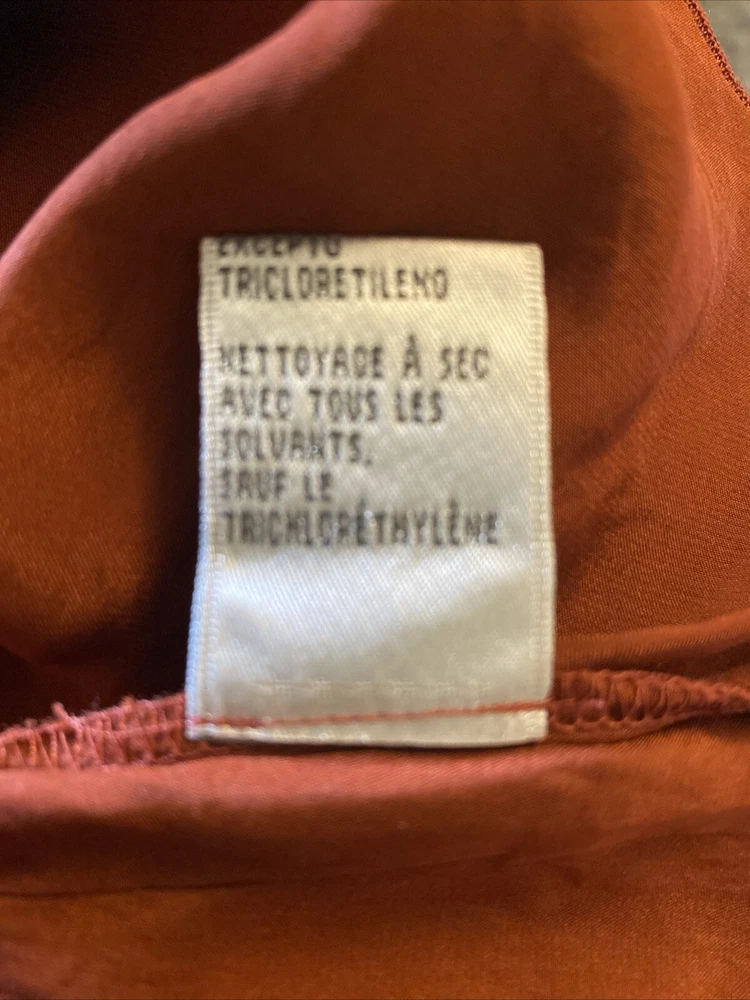 EXCEPTO
TRICLORETILENO
NETTOYAGE À SEC
AVEC TOUS LES
SOLVANTS,
SAUF LE
TRICHLORÉTHYLÈNE